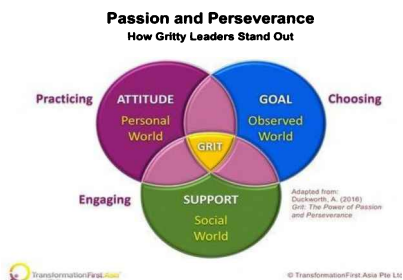 Passion and Perseverance
How Gritty Leaders Stand Out
Practicing
ATTITUDE
Personal
World
GOAL
Observed
World
Choosing
GRIT
Engaging
SUPPORT
Social
World
Adapted from:
Duckworth, A. (2016)
Grit: The Power of Passion
and Perseverance
TransformationFirst.Asia
© TransformationFirst.Asia Pte Ltd